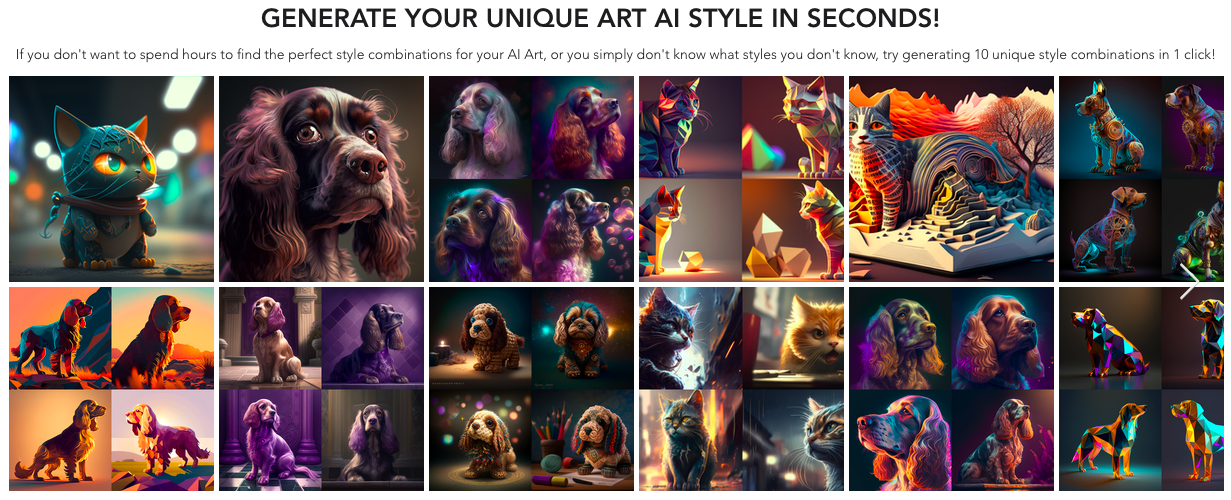 GENERATE YOUR UNIQUE ART AI STYLE IN SECONDS!
If you don't want to spend hours to find the perfect style combinations for your AI Art, or you simply don't know what styles you don't know, try generating 10 unique style combinations in 1 click!